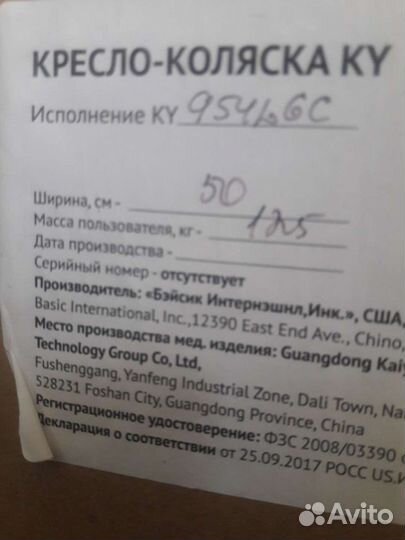 КРЕСЛО-КОЛЯСКА KY
Исполнение KY 954LGC
Ширина, см - 50
Масса пользователя, кг - 125
Дата производства -
Серийный номер - отсутствует
Производитель: «Бэйсик Интернэшнл,Инк.», США,
Basic International, Inc.,12390 East End Ave., Chino,
Место производства мед. изделия: Guangdong Kaiy
Technology Group Co, Ltd,
Fushenggang, Yanfeng Industrial Zone, Dali Town, Na
528231 Foshan City, Guangdong Province, China
Регистрационное удостоверение: ФЗС 2008/03390 о
Декларация о соответствии от 25.09.2017 РОСС US.И
Avito